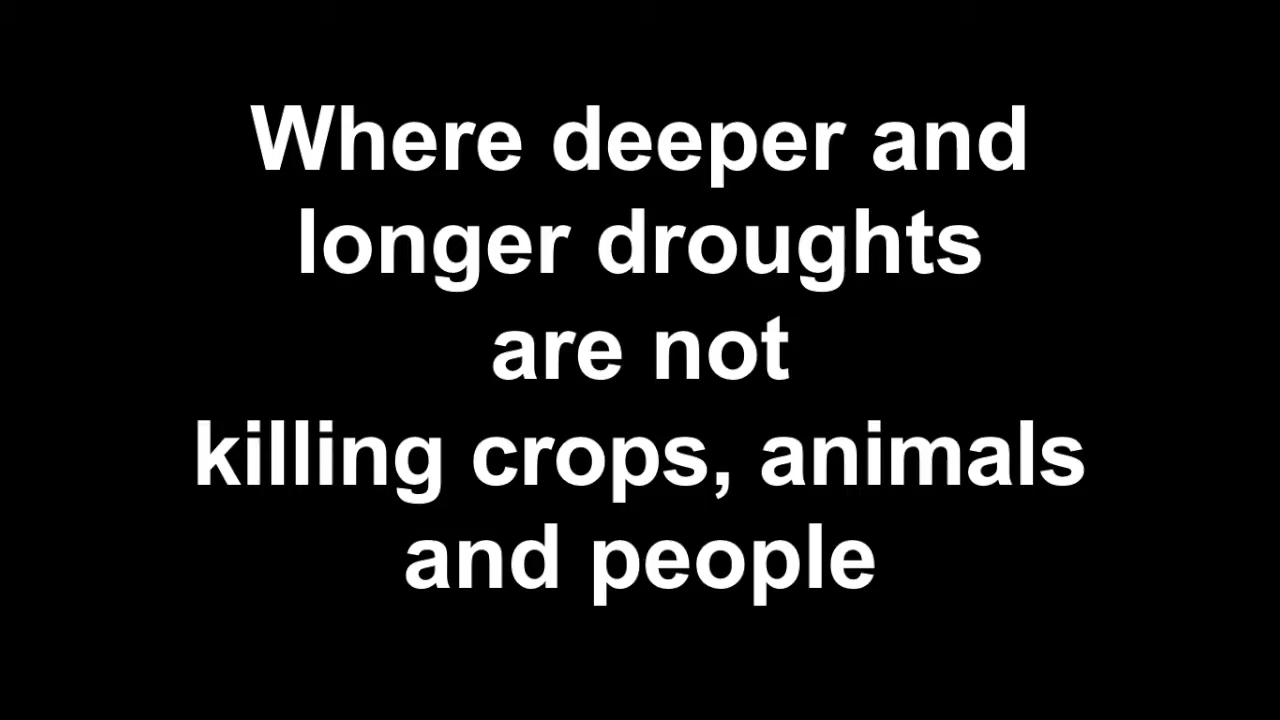 Where deeper and
longer droughts
are not
killing crops, animals
and people